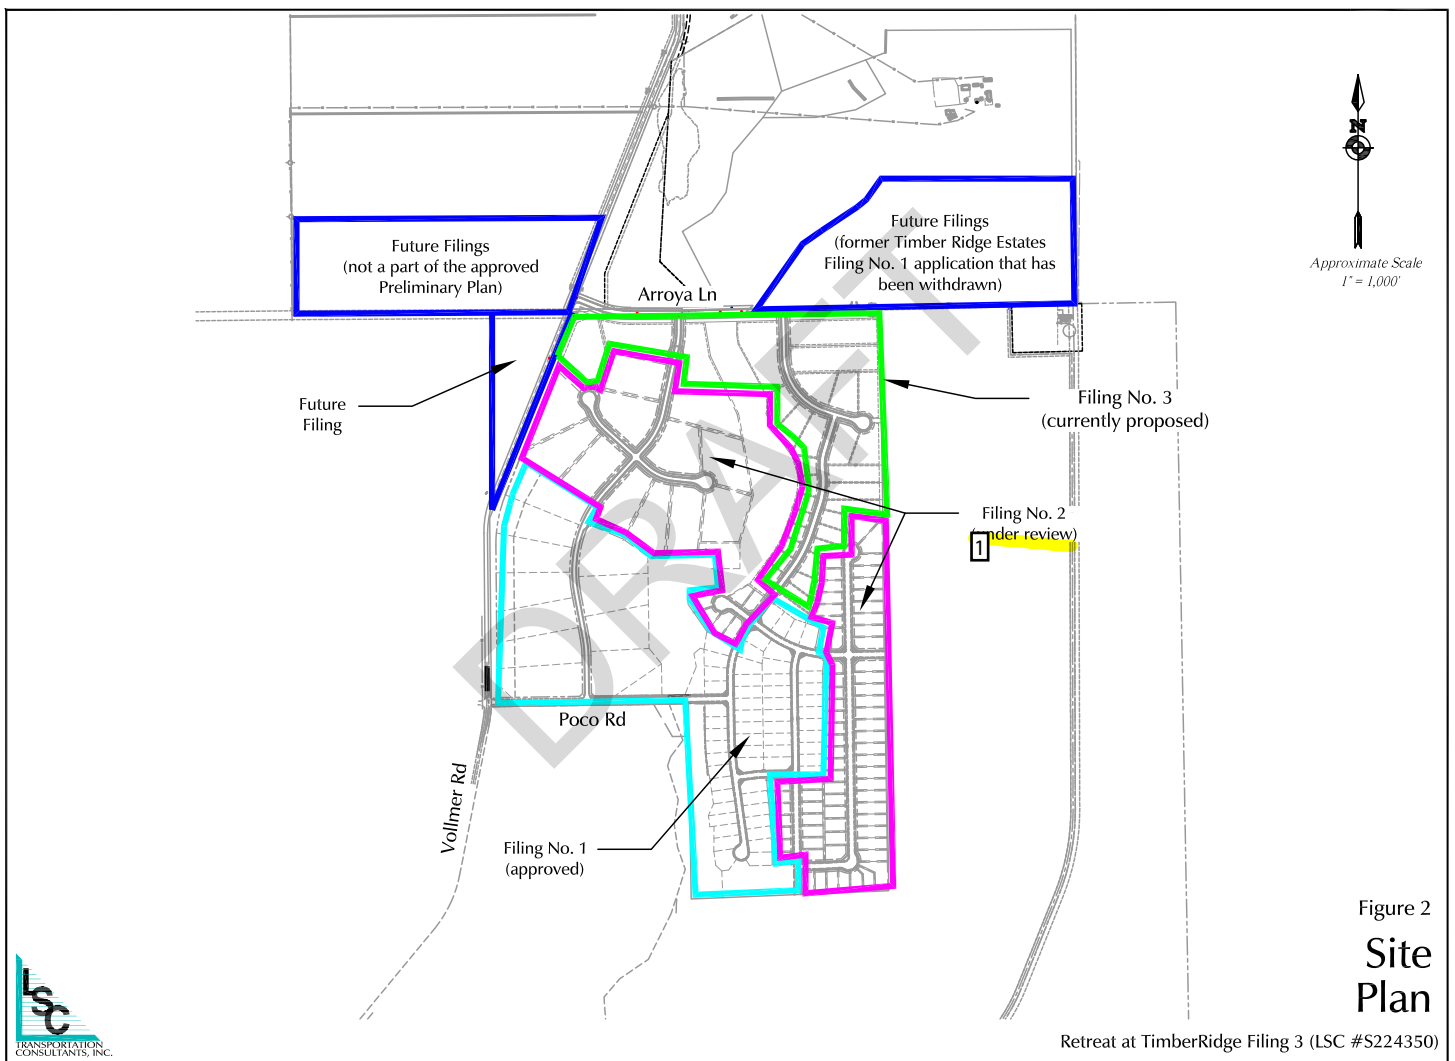 N
Approximate Scale
1" = 1,000'
Future Filings
(not a part of the approved
Preliminary Plan)
Future Filings
(former Timber Ridge Estates
Filing No. 1 application that has
been withdrawn)
Arroya Ln
Future
Filing
Filing No. 3
(currently proposed)
Filing No. 2
(under review)
1
DRAFT
Poco Rd
Vollmer Rd
Filing No. 1
(approved)
Figure 2
Site
Plan
Retreat at TimberRidge Filing 3 (LSC #S224350)
LSC
TRANSPORTATION
CONSULTANTS, INC.